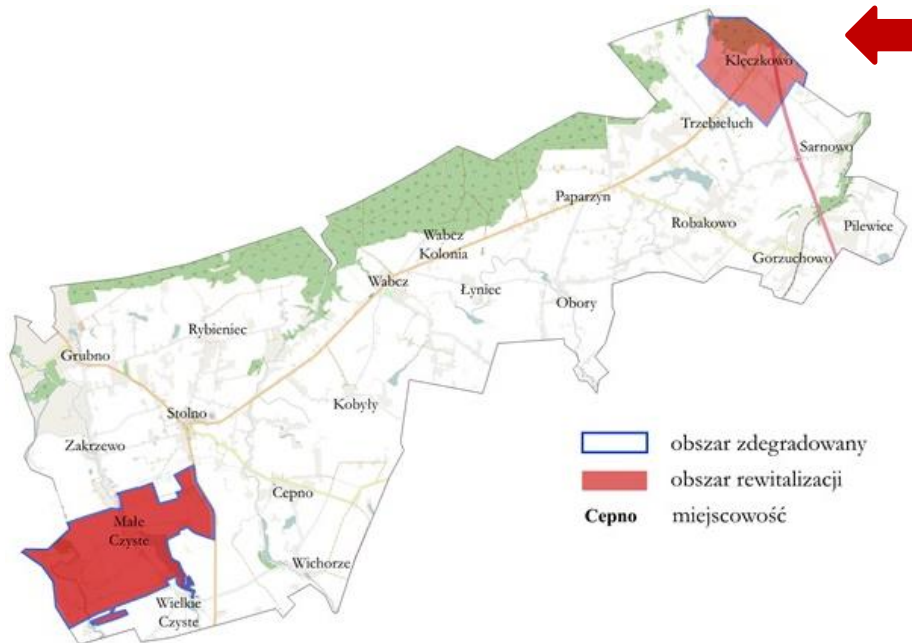 Klęczkowo
Trzebiełuch
Sarnowo
Paparzyn
Robakowo
Pilewice
Wabcz
Kolonia
Gorzuchowo
Wabcz
Łyniec
Obory
Rybieniec
Grubno
Kobyły
Stolno
Zakrzewo
obszar zdegradowany
obszar rewitalizacji
Cepno miejscowość
Cepno
Małe
Czyste
Wichorze
Wielkie
Czyste